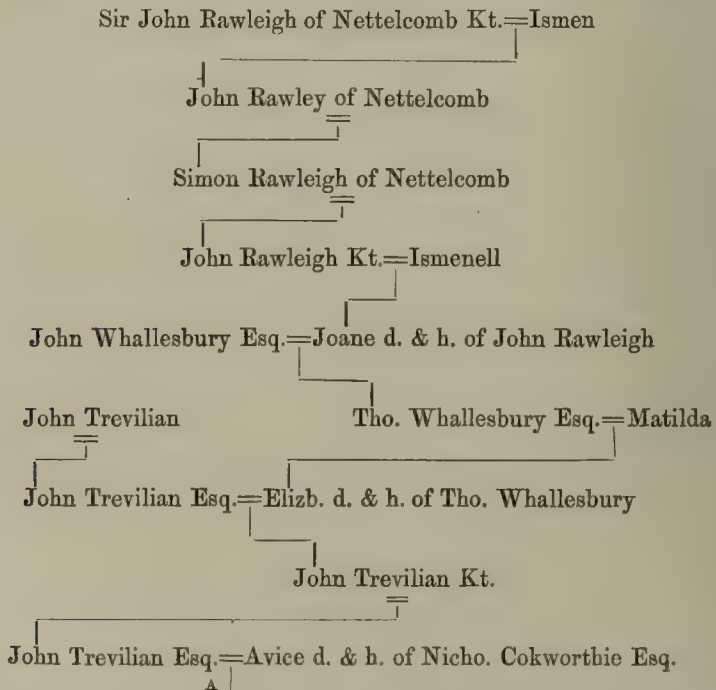 Sir John Rawleigh of Nettelcomb Kt.=Ismen
John Rawley of Nettelcomb
Simon Rawleigh of Nettelcomb
John Rawleigh Kt.=Ismenell
John Whallesbury Esq.=Joane d. & h. of John Rawleigh
John Trevilian Tho. Whallesbury Esq.=Matilda
John Trevilian Esq.=Elizb. d. & h. of Tho. Whallesbury
John Trevilian Kt.
John Trevilian Esq.=Avice d. & h. of Nicho. Cokworthie Esq.
A